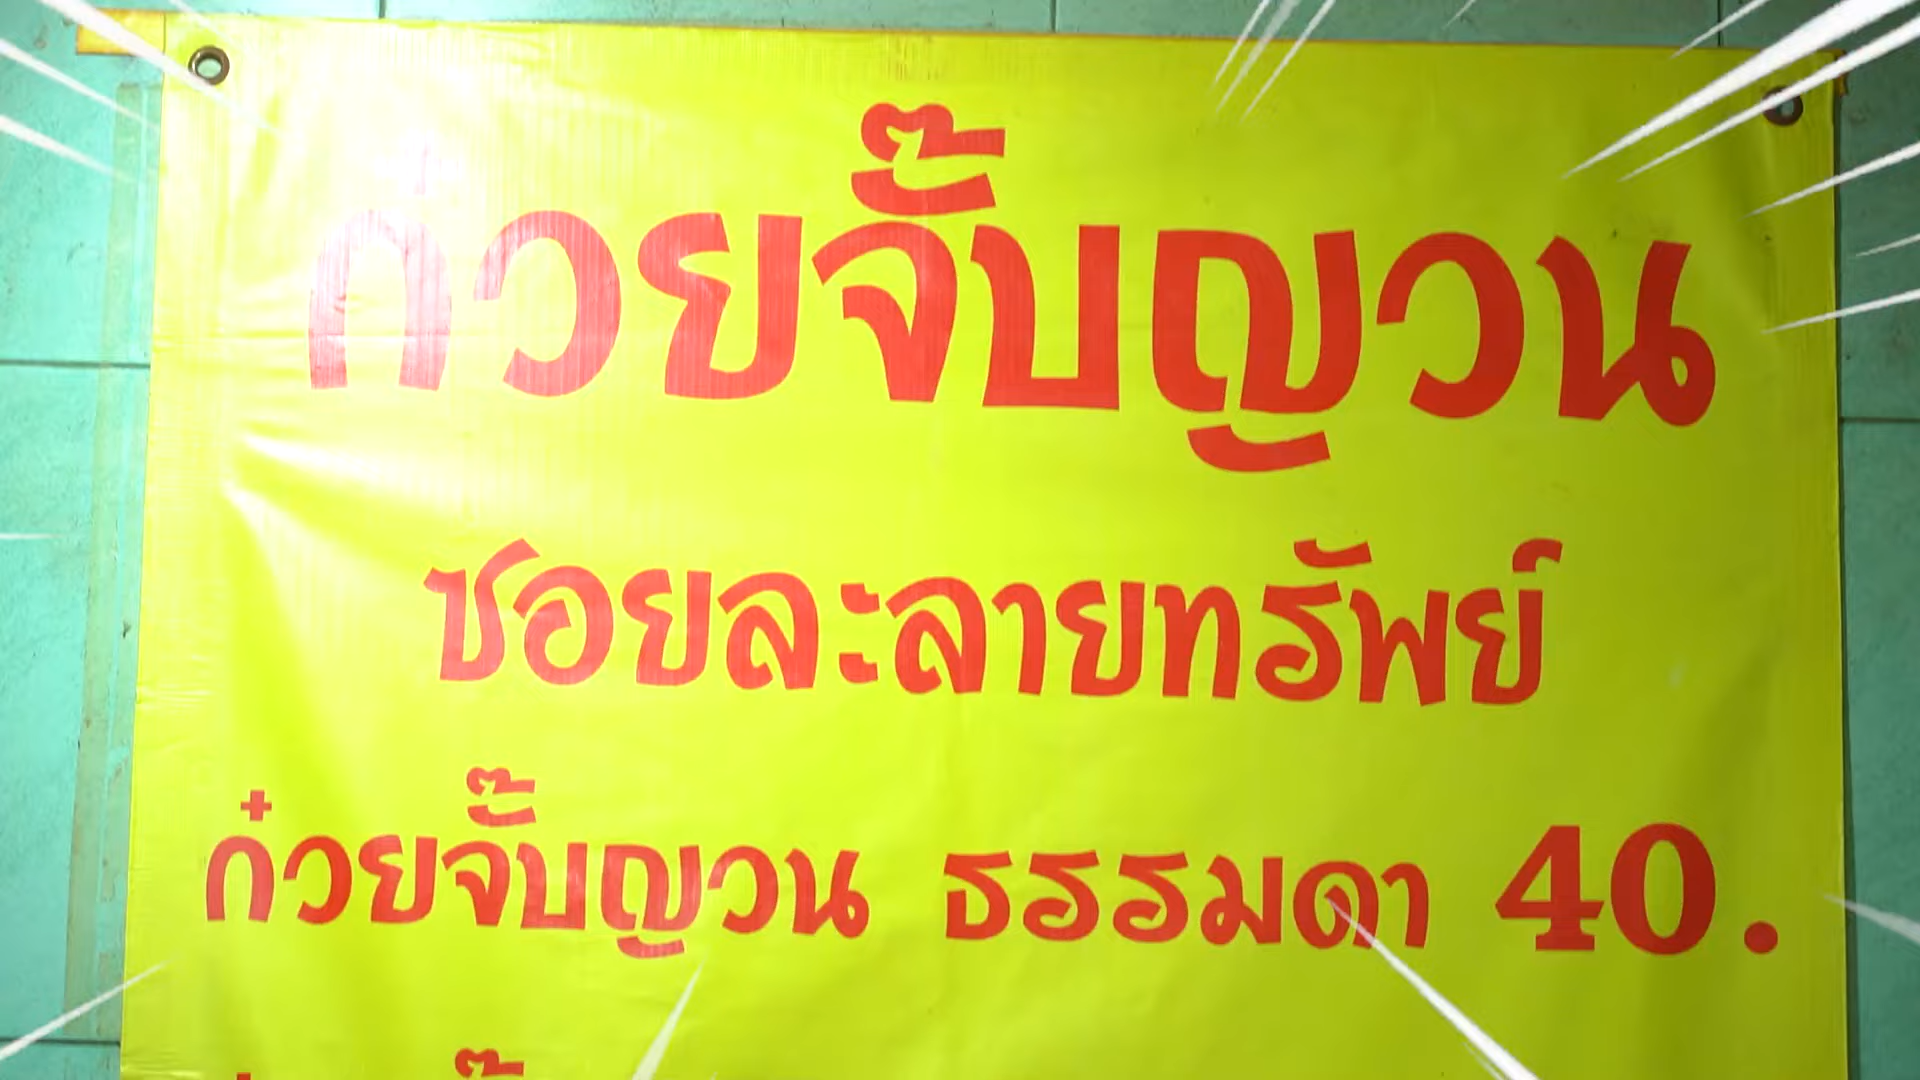 ก๋วยจั๊บญวน
ซอยละลายทรัพย์
ก๋วยจั๊บญวน ธรรมดา 40.